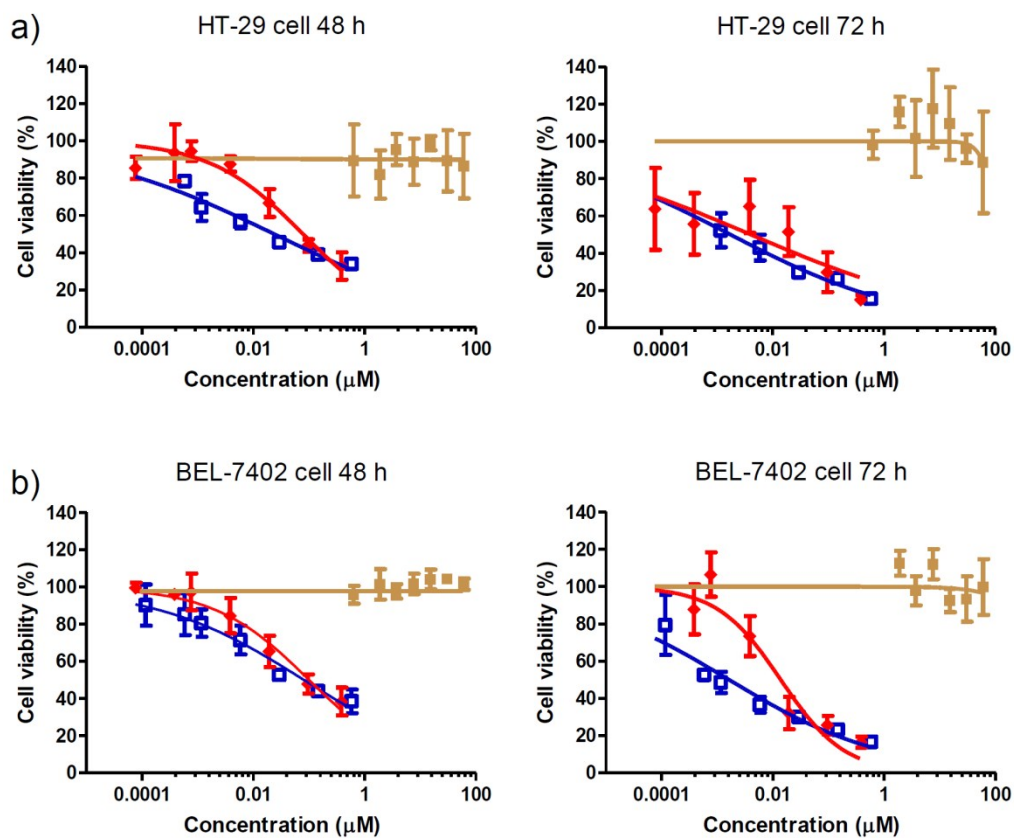 a)
HT-29 cell 48 h
HT-29 cell 72 h
Cell viability (%)
140
120
100
80
60
40
20
0
0.0001 0.01 1 100
Concentration (μM)
Cell viability (%)
140
120
100
80
60
40
20
0
0.0001 0.01 1 100
Concentration (μM)
b)
BEL-7402 cell 48 h
BEL-7402 cell 72 h
Cell viability (%)
140
120
100
80
60
40
20
0
0.0001 0.01 1 100
Concentration (μM)
Cell viability (%)
140
120
100
80
60
40
20
0
0.0001 0.01 1 100
Concentration (μM)